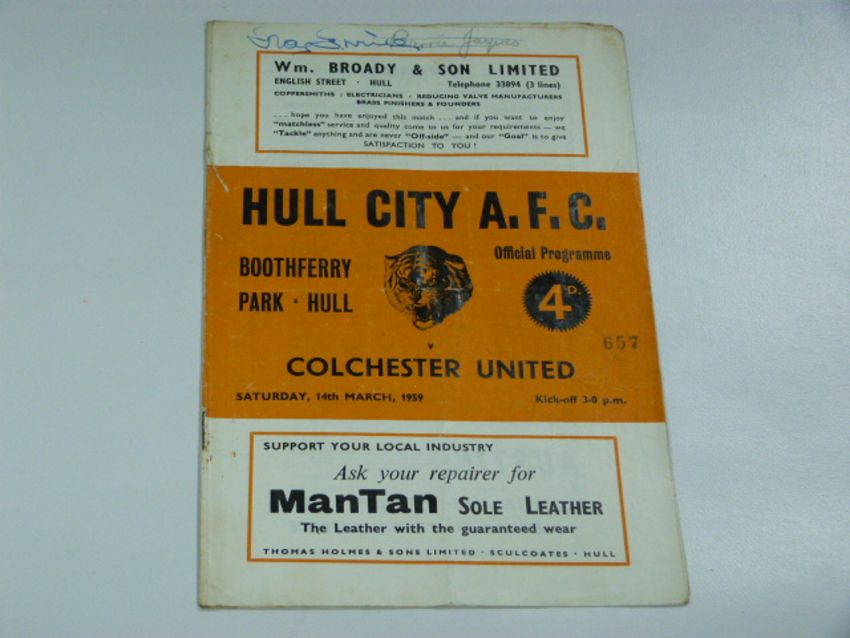 Wm. BROADY & SON LIMITED
ENGLISH STREET · HULL Telephone 33894 (3 lines)
COPPERSMITHS : ELECTRICIANS · REDUCING VALVE MANUFACTURERS
BRASS FINISHERS & FOUNDERS
. . . hope you have enjoyed this match . . . and if you want to enjoy
"matchless" service and quality come to us for your requirements — we
"Tackle" anything and are never "Off-side" — and our "Goal" is to give
SATISFACTION TO YOU !
HULL CITY A.F.C.
Official Programme
BOOTHFERRY
PARK · HULL
4D.
657
v
COLCHESTER UNITED
SATURDAY, 14th MARCH, 1959 Kick-off 3-0 p.m.
SUPPORT YOUR LOCAL INDUSTRY
Ask your repairer for
ManTan SOLE LEATHER
The Leather with the guaranteed wear
THOMAS HOLMES & SONS LIMITED · SCULCOATES · HULL